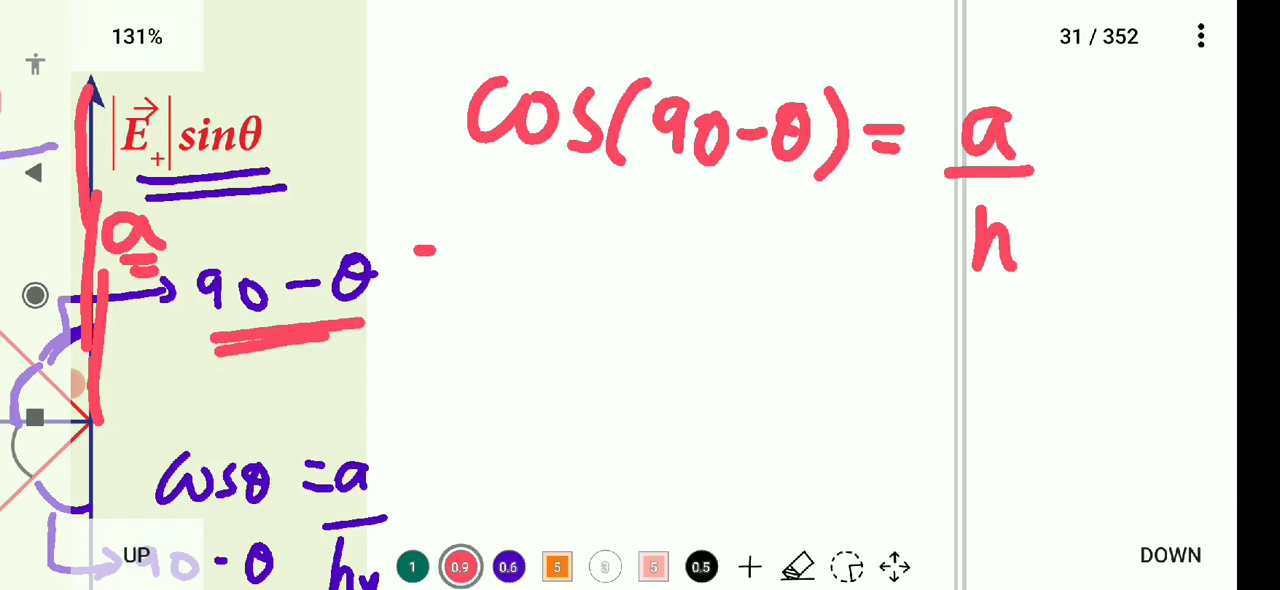 131%
31 / 352
|E₊| sinθ
cos(90-θ) = a/h
a
90-θ
cosθ = a
90-θ
UP
DOWN
1 0.9 0.6 5 3 5 0.5